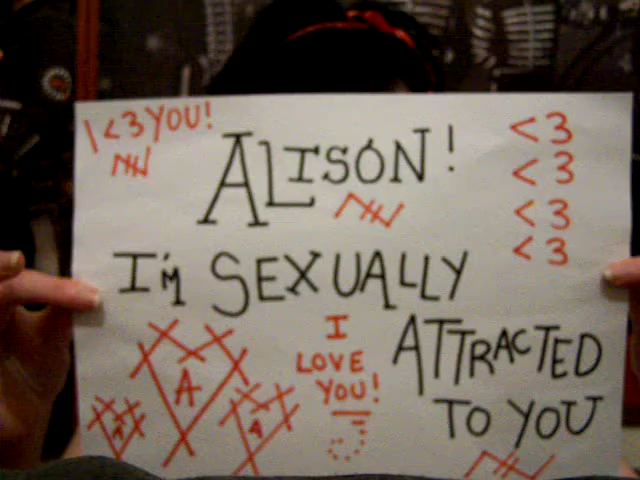 I <3 YOU!
ALISON!
<3
<3
<3
<3
I'M SEXUALLY
ATTRACTED
TO YOU
I
LOVE
YOU!
A
A
A